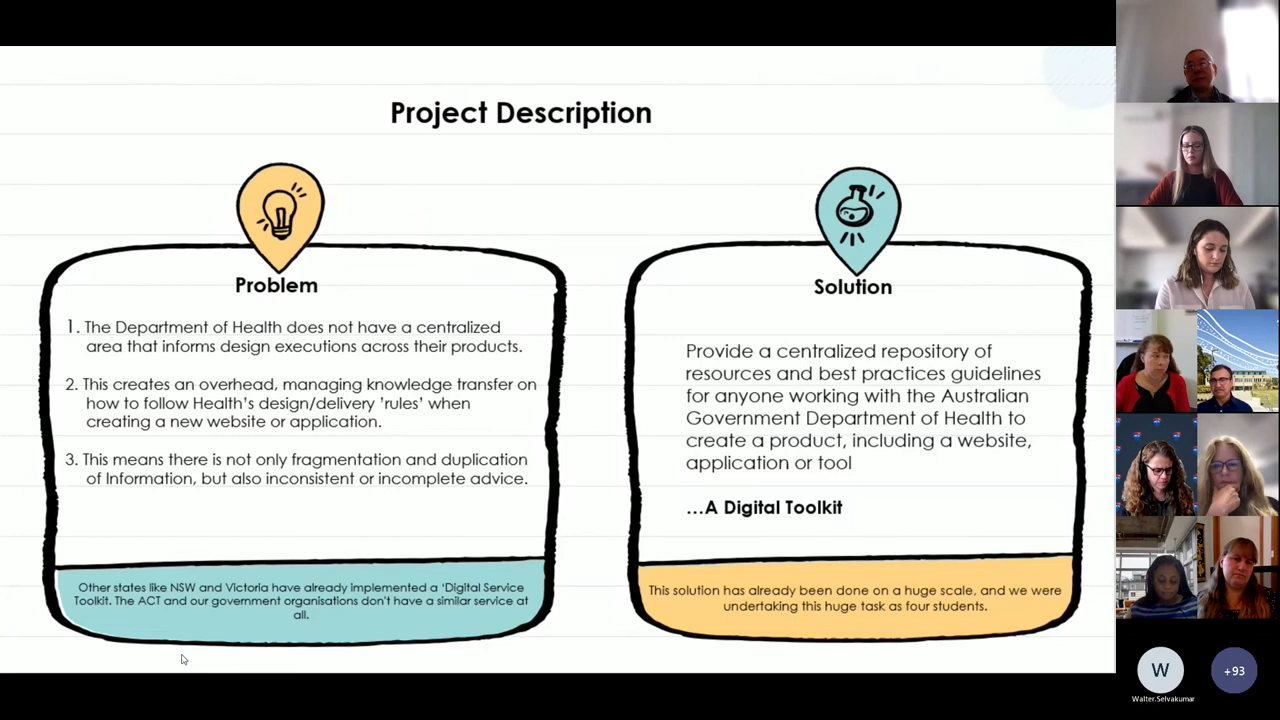 Project Description
Problem
1. The Department of Health does not have a centralized
area that informs design executions across their products.
2. This creates an overhead, managing knowledge transfer on
how to follow Health's design/delivery 'rules' when
creating a new website or application.
3. This means there is not only fragmentation and duplication
of Information, but also inconsistent or incomplete advice.
Other states like NSW and Victoria have already implemented a 'Digital Service
Toolkit. The ACT and our government organisations don't have a similar service at
all.
Solution
Provide a centralized repository of
resources and best practices guidelines
for anyone working with the Australian
Government Department of Health to
create a product, including a website,
application or tool
...A Digital Toolkit
This solution has already been done on a huge scale, and we were
undertaking this huge task as four students.
W
+93
Walter.Selvakumar